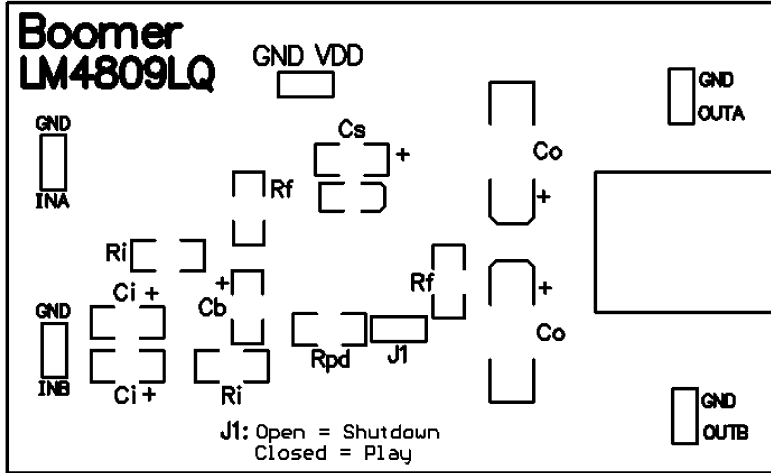 Boomer
LM4809LQ
GND VDD
GND
OUTA
GND
INA
Cs
+
Co
+
Rf
Ri
Ci +
+
Cb
Rf
+
Co
GND
INB
Ci +
Ri
Rpd
J1
GND
OUTB
J1: Open = Shutdown
Closed = Play